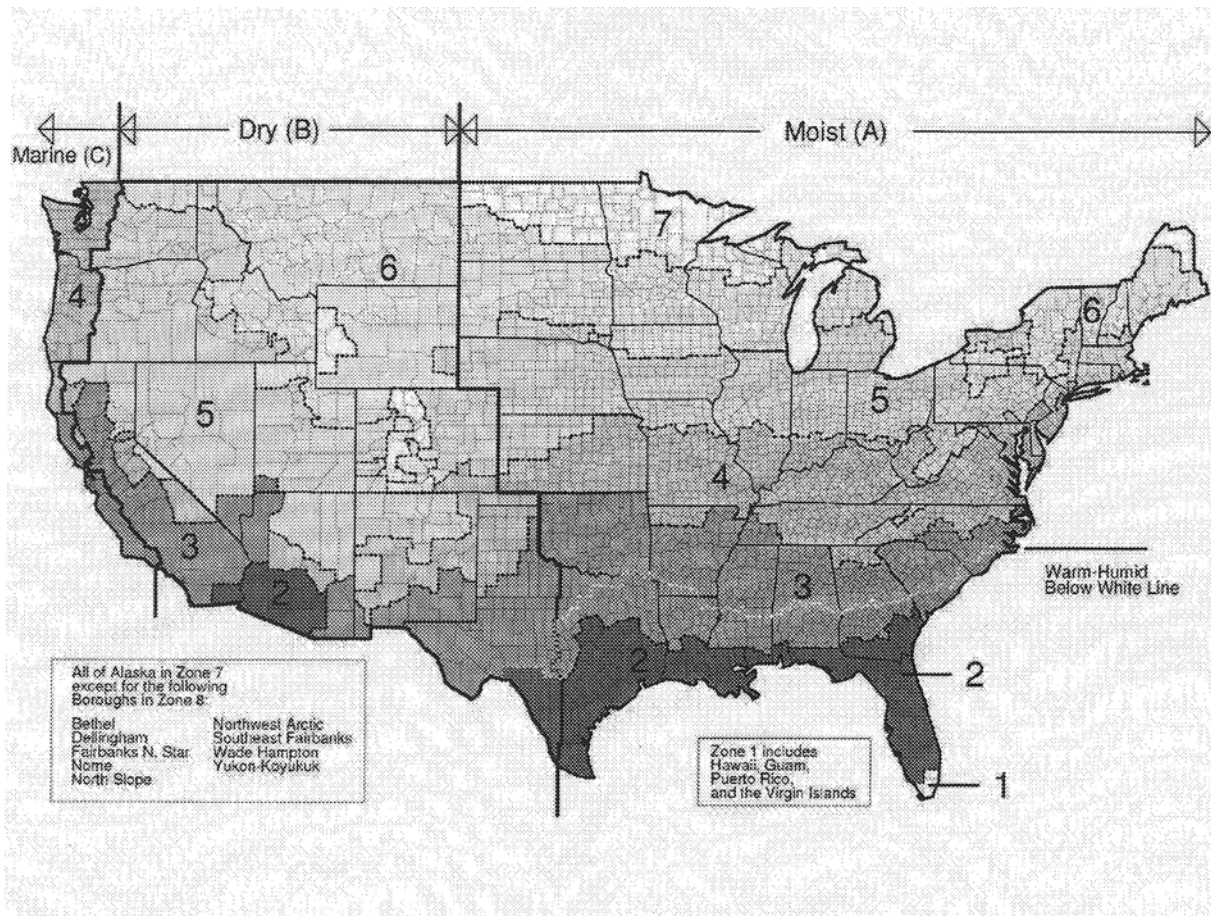 Marine (C)
Dry (B)
Moist (A)
7
6
4
6
5
5
4
3
2
3
2
2
1
Warm-Humid
Below White Line
All of Alaska in Zone 7
except for the following
Boroughs in Zone 8:
Bethel
Dellingham
Fairbanks N. Star
Nome
North Slope
Northwest Arctic
Southeast Fairbanks
Wade Hampton
Yukon-Koyukuk
Zone 1 includes
Hawaii, Guam,
Puerto Rico,
and the Virgin Islands